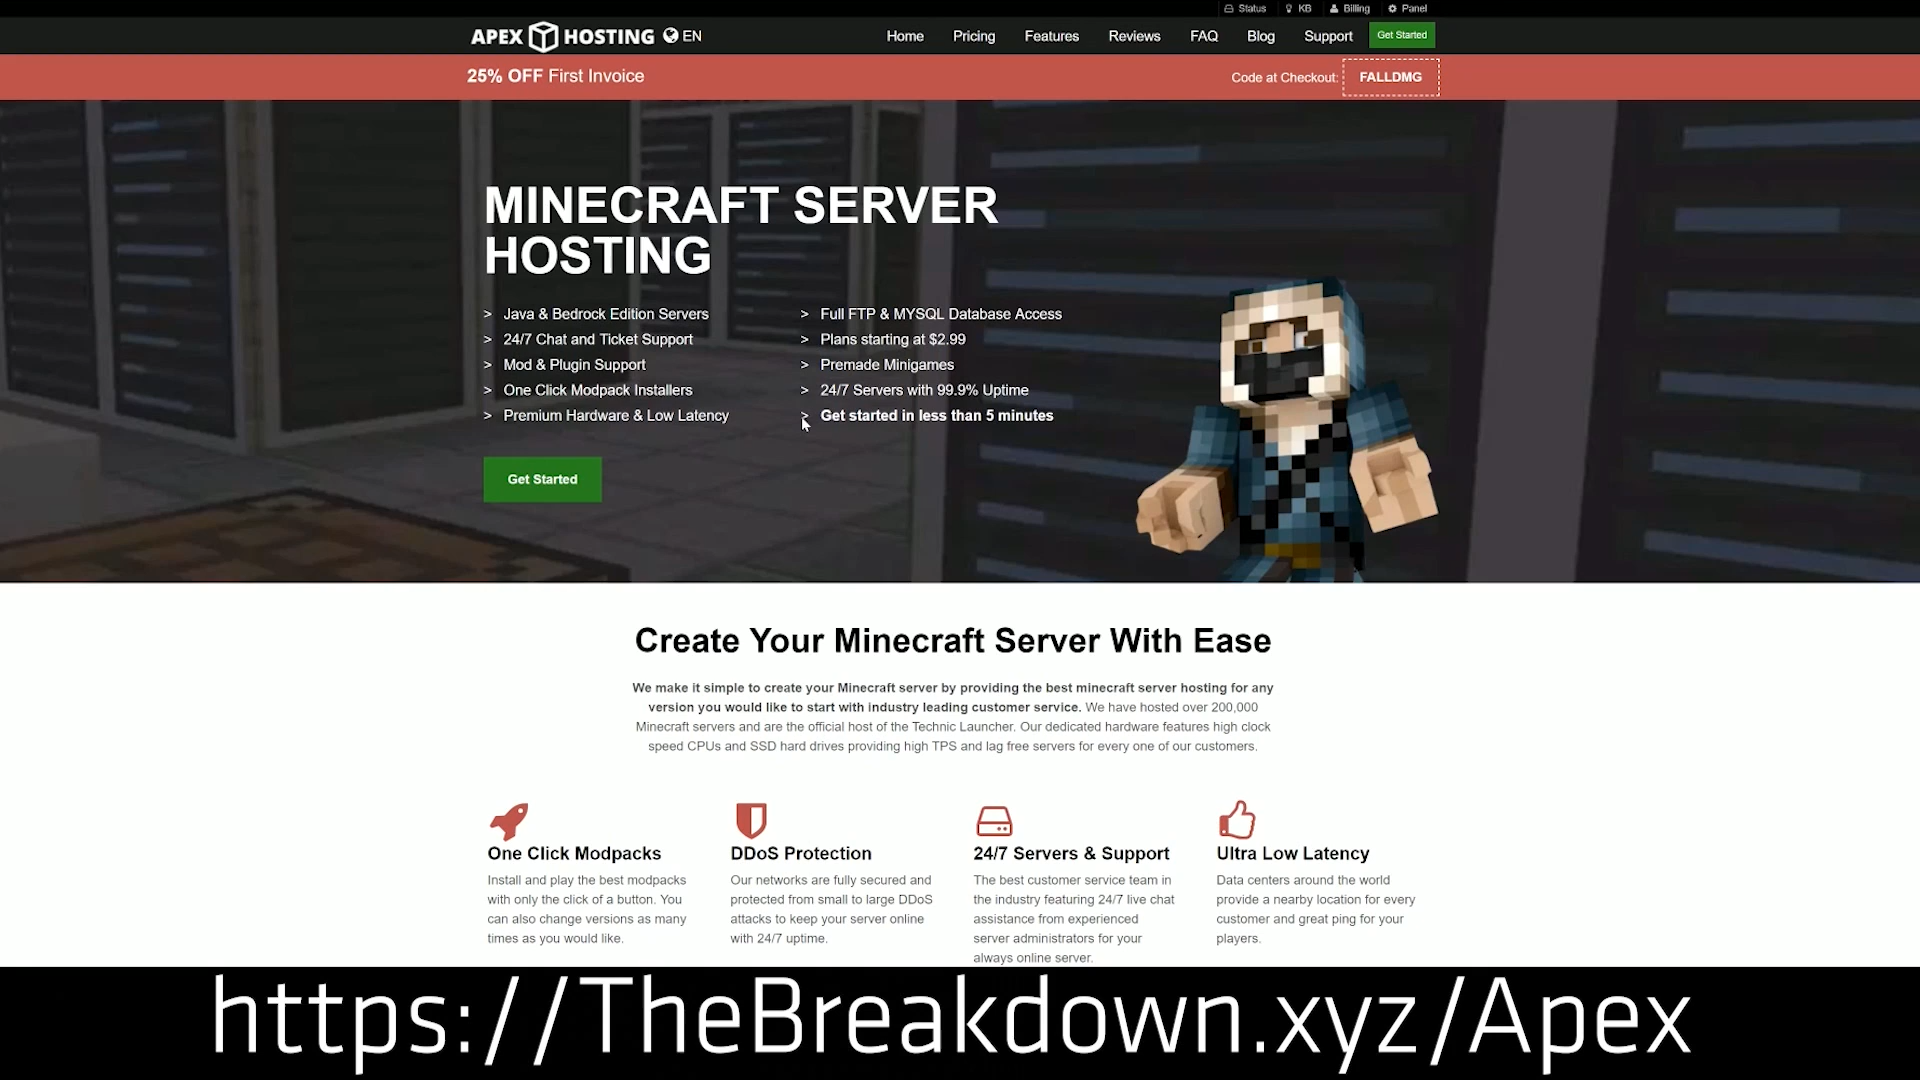 Status KB Billing Panel
APEX HOSTING EN Home Pricing Features Reviews FAQ Blog Support Get Started
25% OFF First Invoice Code at Checkout: FALLDMG
MINECRAFT SERVER
HOSTING
> Java & Bedrock Edition Servers
> 24/7 Chat and Ticket Support
> Mod & Plugin Support
> One Click Modpack Installers
> Premium Hardware & Low Latency
> Full FTP & MYSQL Database Access
> Plans starting at $2.99
> Premade Minigames
> 24/7 Servers with 99.9% Uptime
> Get started in less than 5 minutes
Get Started
Create Your Minecraft Server With Ease
We make it simple to create your Minecraft server by providing the best minecraft server hosting for any
version you would like to start with industry leading customer service. We have hosted over 200,000
Minecraft servers and are the official host of the Technic Launcher. Our dedicated hardware features high clock
speed CPUs and SSD hard drives providing high TPS and lag free servers for every one of our customers.
One Click Modpacks
Install and play the best modpacks
with only the click of a button. You
can also change versions as many
times as you would like.
DDoS Protection
Our networks are fully secured and
protected from small to large DDoS
attacks to keep your server online
with 24/7 uptime.
24/7 Servers & Support
The best customer service team in
the industry featuring 24/7 live chat
assistance from experienced
server administrators for your
always online server.
Ultra Low Latency
Data centers around the world
provide a nearby location for every
customer and great ping for your
players.
https://TheBreakdown.xyz/Apex